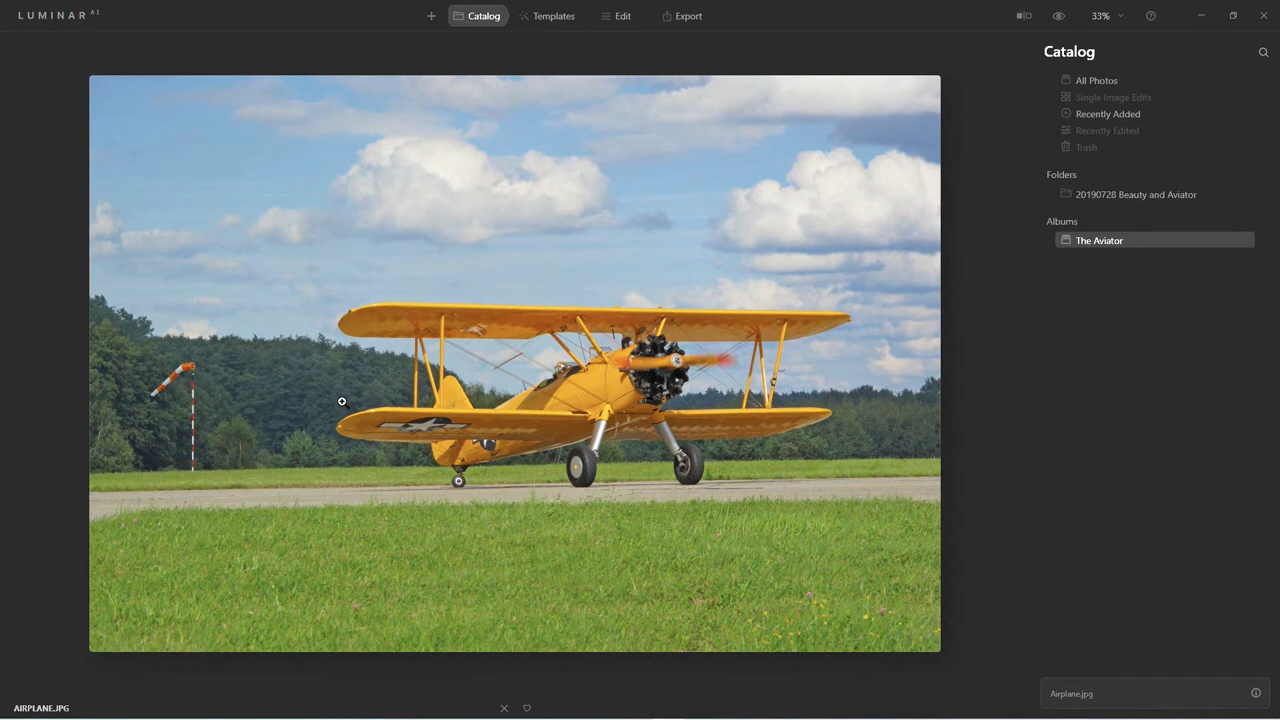 LUMINAR AI
Catalog
Templates
Edit
Export
33%
Catalog
All Photos
Single Image Edits
Recently Added
Recently Edited
Trash
Folders
20190728 Beauty and Aviator
Albums
The Aviator
Airplane.jpg
AIRPLANE.JPG